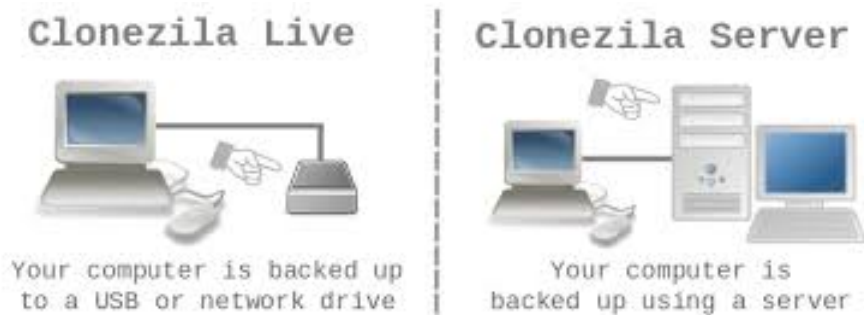 Clonezila Live
Your computer is backed up
to a USB or network drive
Clonezila Server
Your computer is
backed up using a server